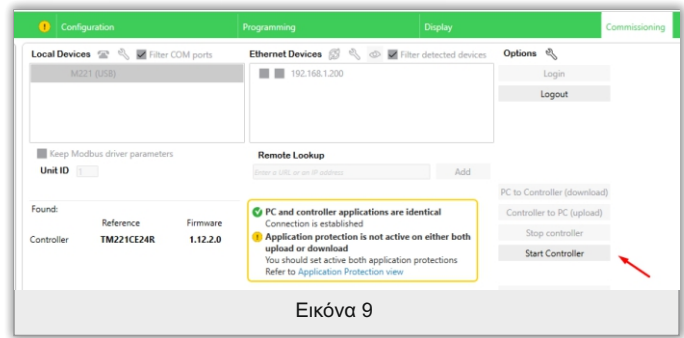 Configuration
Programming
Display
Commissioning
Local Devices
Filter COM ports
M221 (USB)
Keep Modbus driver parameters
Unit ID 1
Ethernet Devices
Filter detected devices
192.168.1.200
Remote Lookup
Enter a URL or an IP address
Add
Options
Login
Logout
PC to Controller (download)
Controller to PC (upload)
Stop controller
Start Controller
Found:
Reference Firmware
Controller TM221CE24R 1.12.2.0
PC and controller applications are identical
Connection is established
Application protection is not active on either both
upload or download
You should set active both application protections
Refer to Application Protection view
Εικόνα 9